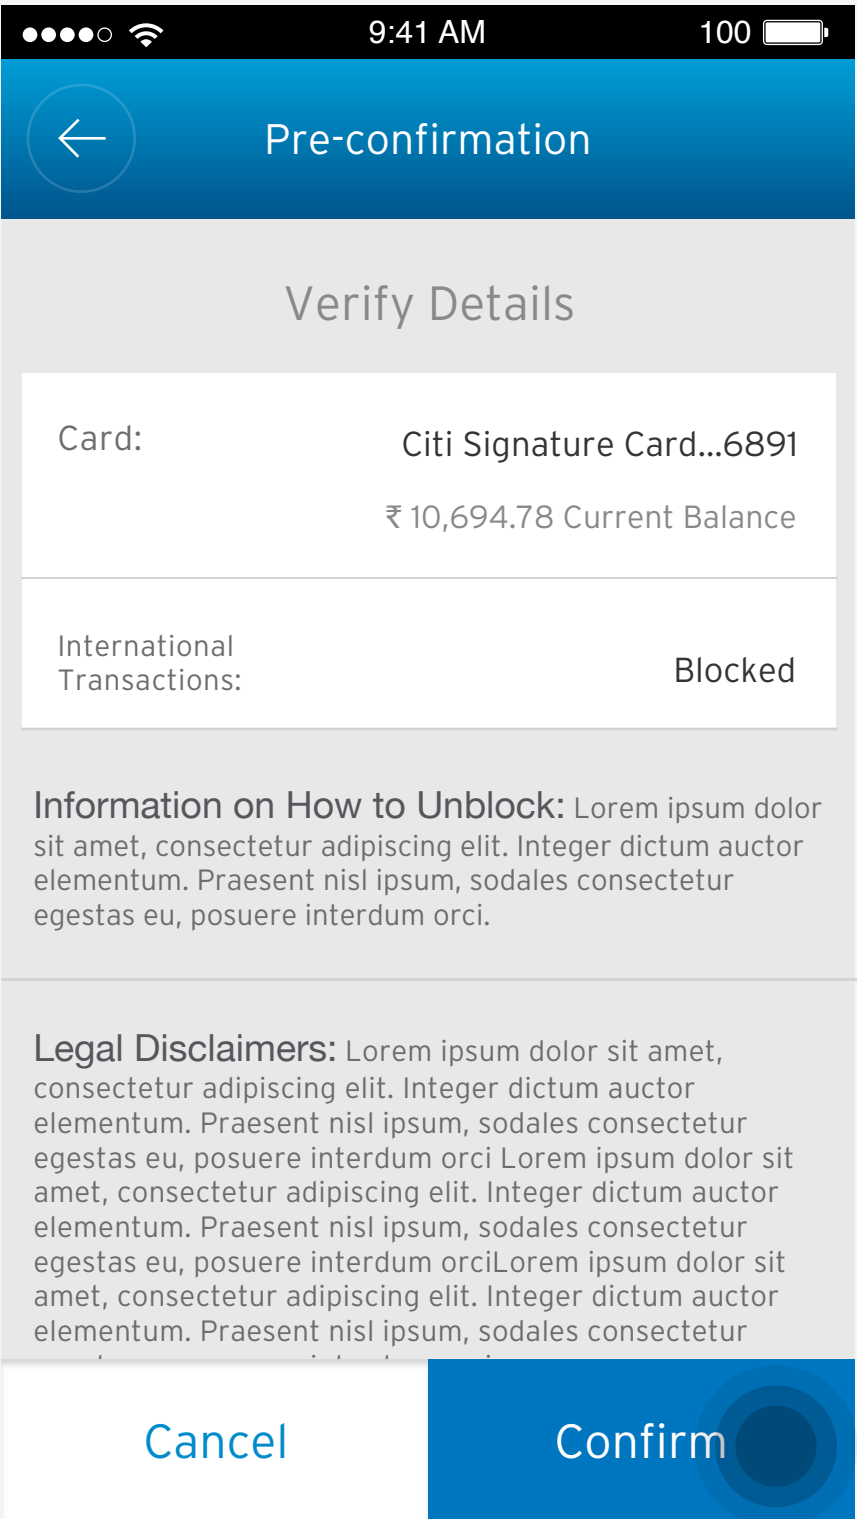 9:41 AM
100
Pre-confirmation
Verify Details
Card:
Citi Signature Card...6891
₹ 10,694.78 Current Balance
International
Transactions:
Blocked
Information on How to Unblock: Lorem ipsum dolor
sit amet, consectetur adipiscing elit. Integer dictum auctor
elementum. Praesent nisl ipsum, sodales consectetur
egestas eu, posuere interdum orci.
Legal Disclaimers: Lorem ipsum dolor sit amet,
consectetur adipiscing elit. Integer dictum auctor
elementum. Praesent nisl ipsum, sodales consectetur
egestas eu, posuere interdum orci Lorem ipsum dolor sit
amet, consectetur adipiscing elit. Integer dictum auctor
elementum. Praesent nisl ipsum, sodales consectetur
egestas eu, posuere interdum orciLorem ipsum dolor sit
amet, consectetur adipiscing elit. Integer dictum auctor
elementum. Praesent nisl ipsum, sodales consectetur
Cancel
Confirm